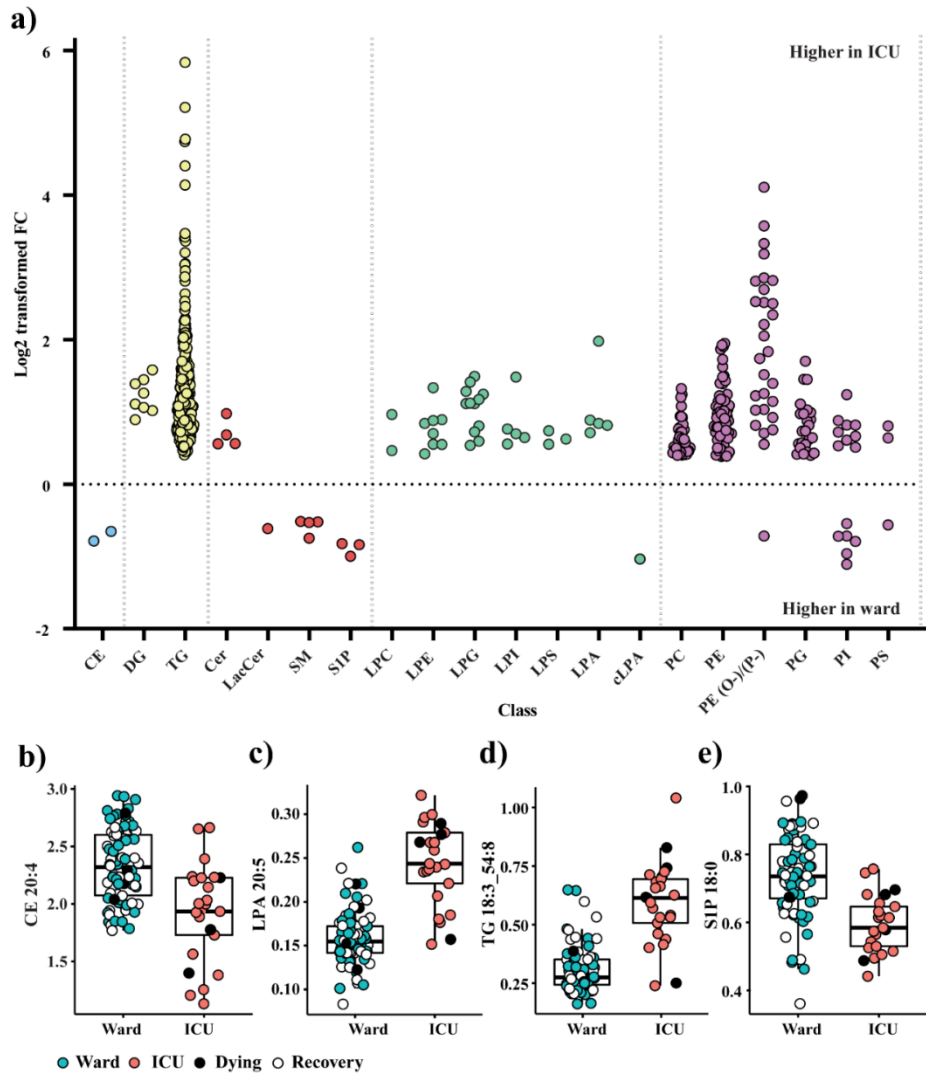 a)
6
4
2
0
-2
Log2 transformed FC
Higher in ICU
Higher in ward
CE
DG
TG
Cer
LacCer
SM
S1P
LPC
LPE
LPG
LPI
LPS
LPA
cLPA
PC
PE
PE (O-)/(P-)
PG
PI
PS
Class
b)
CE 20:4
3.0
2.5
2.0
1.5
Ward
ICU
c)
LPA 20:5
0.30
0.25
0.20
0.15
0.10
Ward
ICU
d)
TG 18:3_54:8
1.00
0.75
0.50
0.25
Ward
ICU
e)
S1P 18:0
1.0
0.8
0.6
0.4
Ward
ICU
Ward ICU Dying Recovery